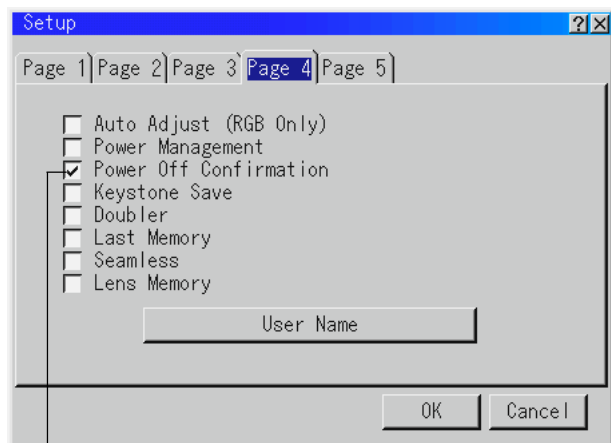 Setup ?
Page 1 Page 2 Page 3 Page 4 Page 5
Auto Adjust (RGB Only)
Power Management
Power Off Confirmation
Keystone Save
Doubler
Last Memory
Seamless
Lens Memory
User Name
OK Cancel